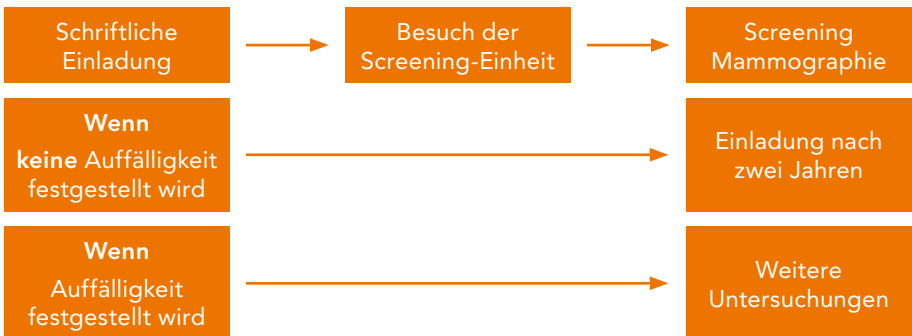 Schriftliche
Einladung
Besuch der
Screening-Einheit
Screening
Mammographie
Wenn
keine Auffälligkeit
festgestellt wird
Einladung nach
zwei Jahren
Wenn
Auffälligkeit
festgestellt wird
Weitere
Untersuchungen